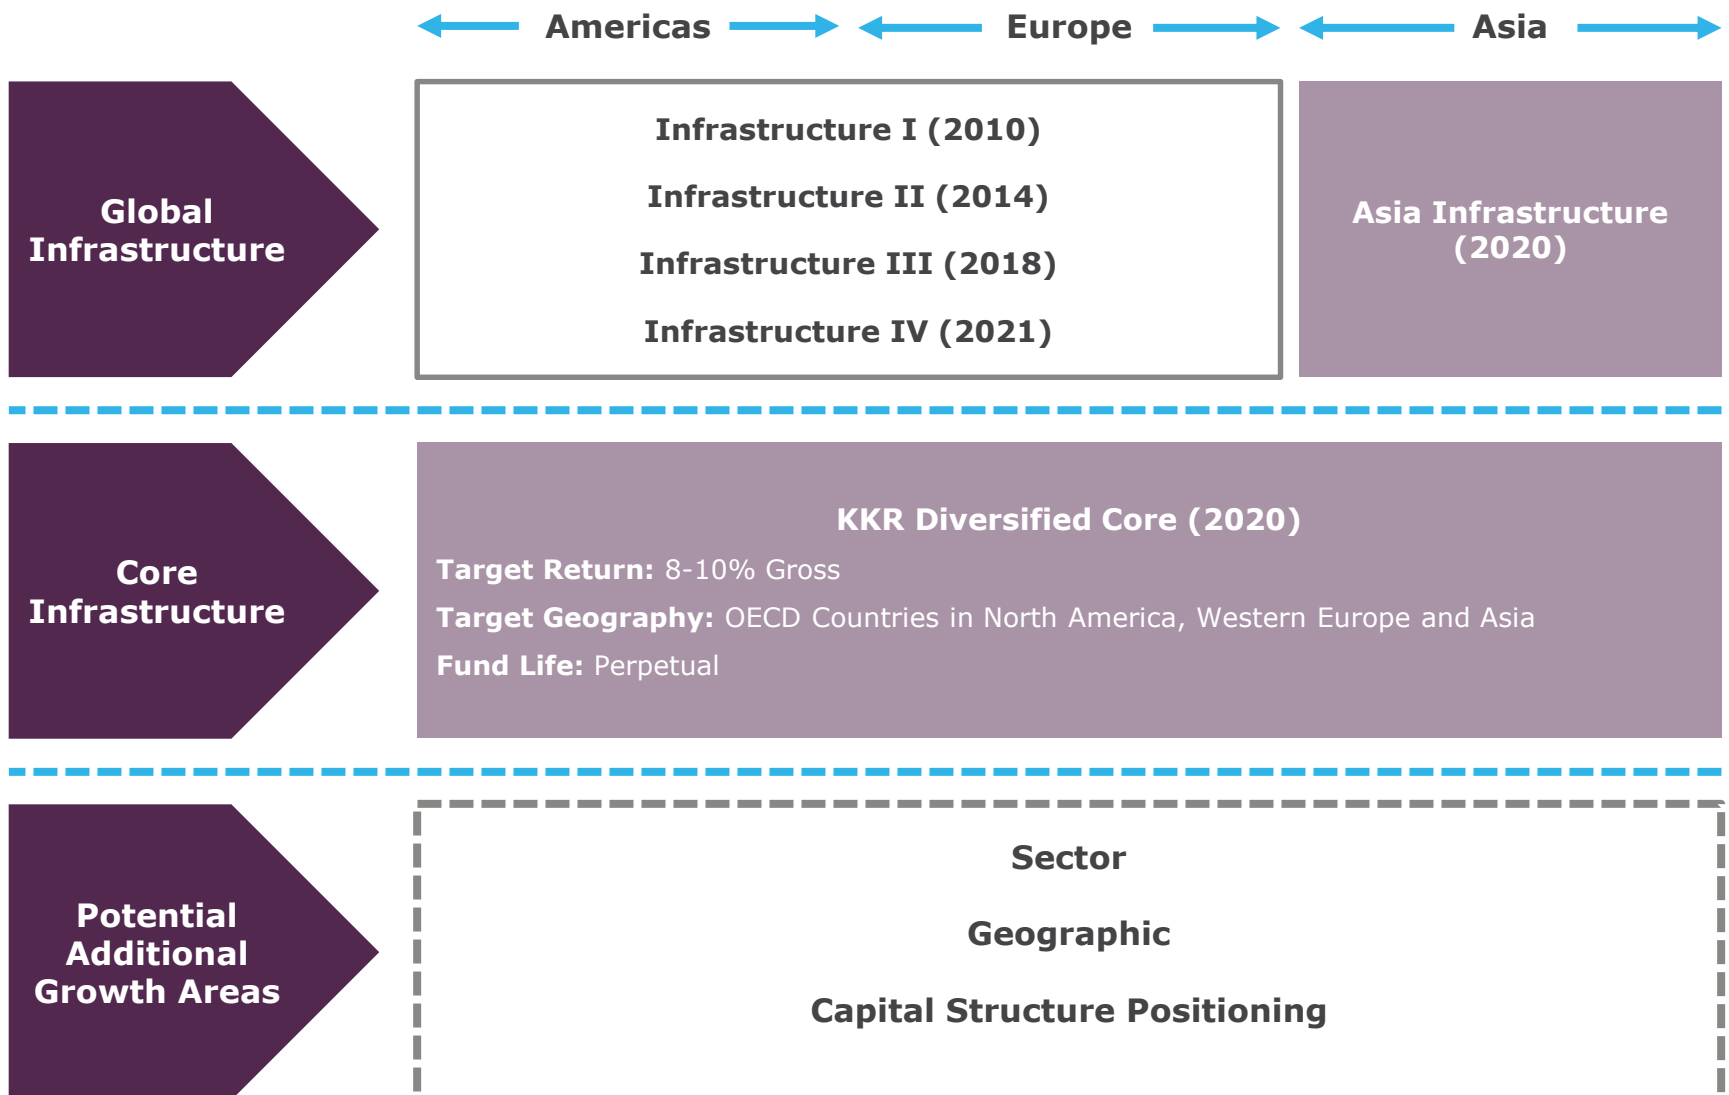 Americas
Europe
Asia
Global
Infrastructure
Infrastructure I (2010)
Infrastructure II (2014)
Infrastructure III (2018)
Infrastructure IV (2021)
Asia Infrastructure
(2020)
Core
Infrastructure
KKR Diversified Core (2020)
Target Return: 8-10% Gross
Target Geography: OECD Countries in North America, Western Europe and Asia
Fund Life: Perpetual
Potential
Additional
Growth Areas
Sector
Geographic
Capital Structure Positioning